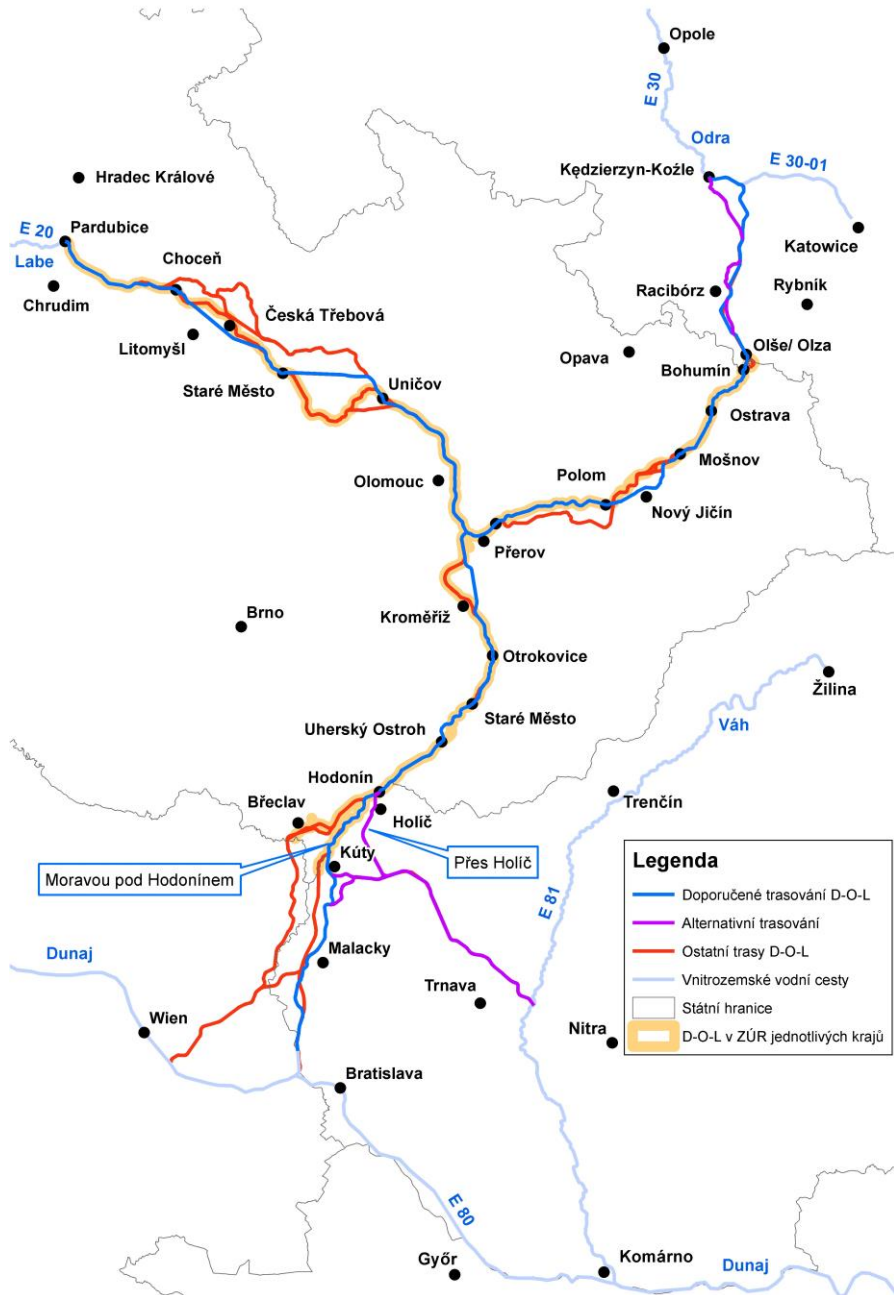 Opole
E 30
Odra
Hradec Králové
Kędzierzyn-Koźle
E 30-01
Pardubice
E 20
Labe
Choceň
Katowice
Chrudim
Racibórz
Rybník
Česká Třebová
Litomyšl
Opava
Olše/ Olza
Bohumín
Staré Město
Uničov
Ostrava
Mošnov
Olomouc
Polom
Nový Jičín
Přerov
Kroměříž
Brno
Otrokovice
Žilina
Staré Město
Váh
Uherský Ostroh
Hodonín
Trenčín
Břeclav
Holíč
Kúty
Přes Holíč
Moravou pod Hodonínem
E 81
Legenda
Doporučené trasování D-O-L
Alternativní trasování
Ostatní trasy D-O-L
Vnitrozemské vodní cesty
Státní hranice
D-O-L v ZÚR jednotlivých krajů
Dunaj
Malacky
Trnava
Wien
Nitra
Bratislava
E 80
Győr
Komárno
Dunaj